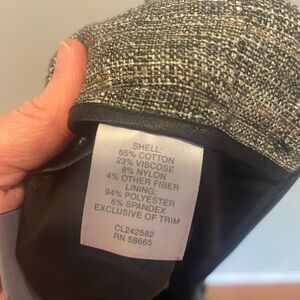 SHELL:
65% COTTON
23% VISCOSE
8% NYLON
4% OTHER FIBER
LINING:
94% POLYESTER
6% SPANDEX
EXCLUSIVE OF TRIM
CL242582
RN 58665